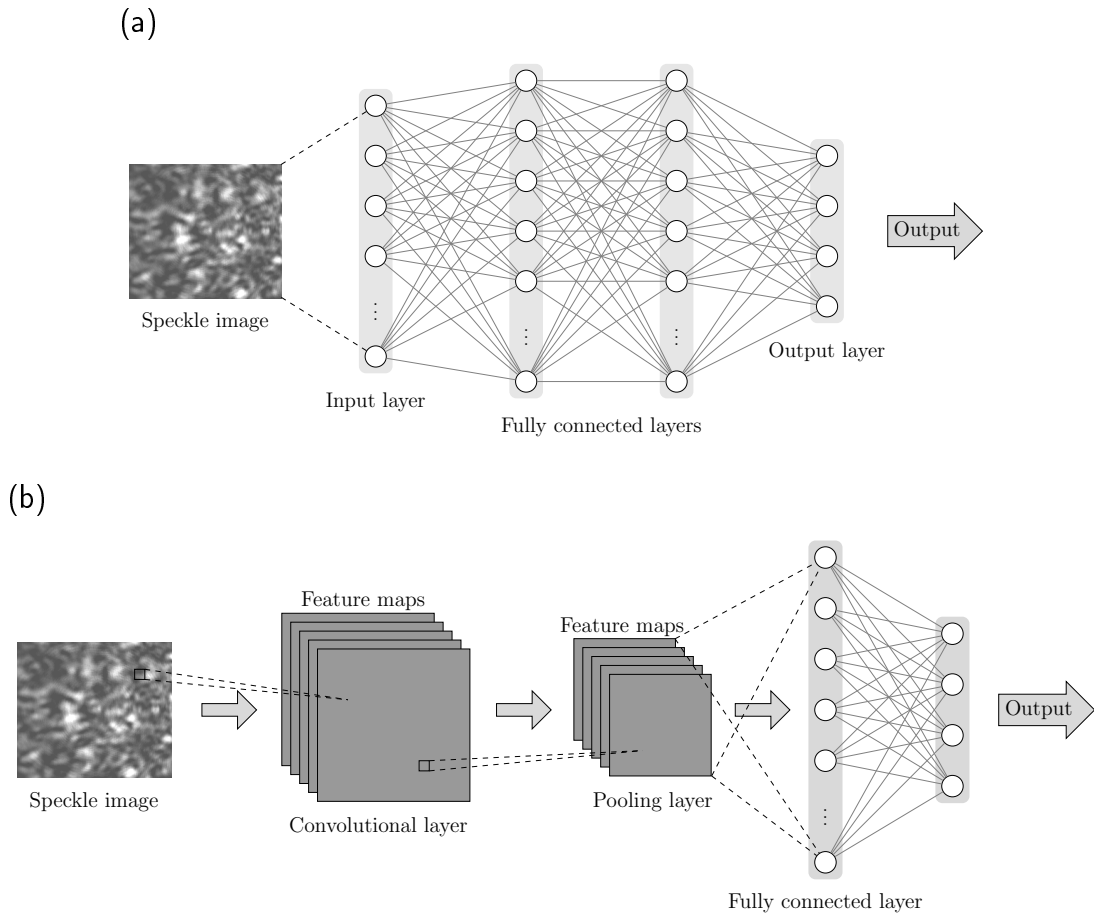 (a)
Output
Speckle image
Output layer
Input layer
Fully connected layers
(b)
Feature maps
Feature maps
Output
Speckle image
Pooling layer
Convolutional layer
Fully connected layer